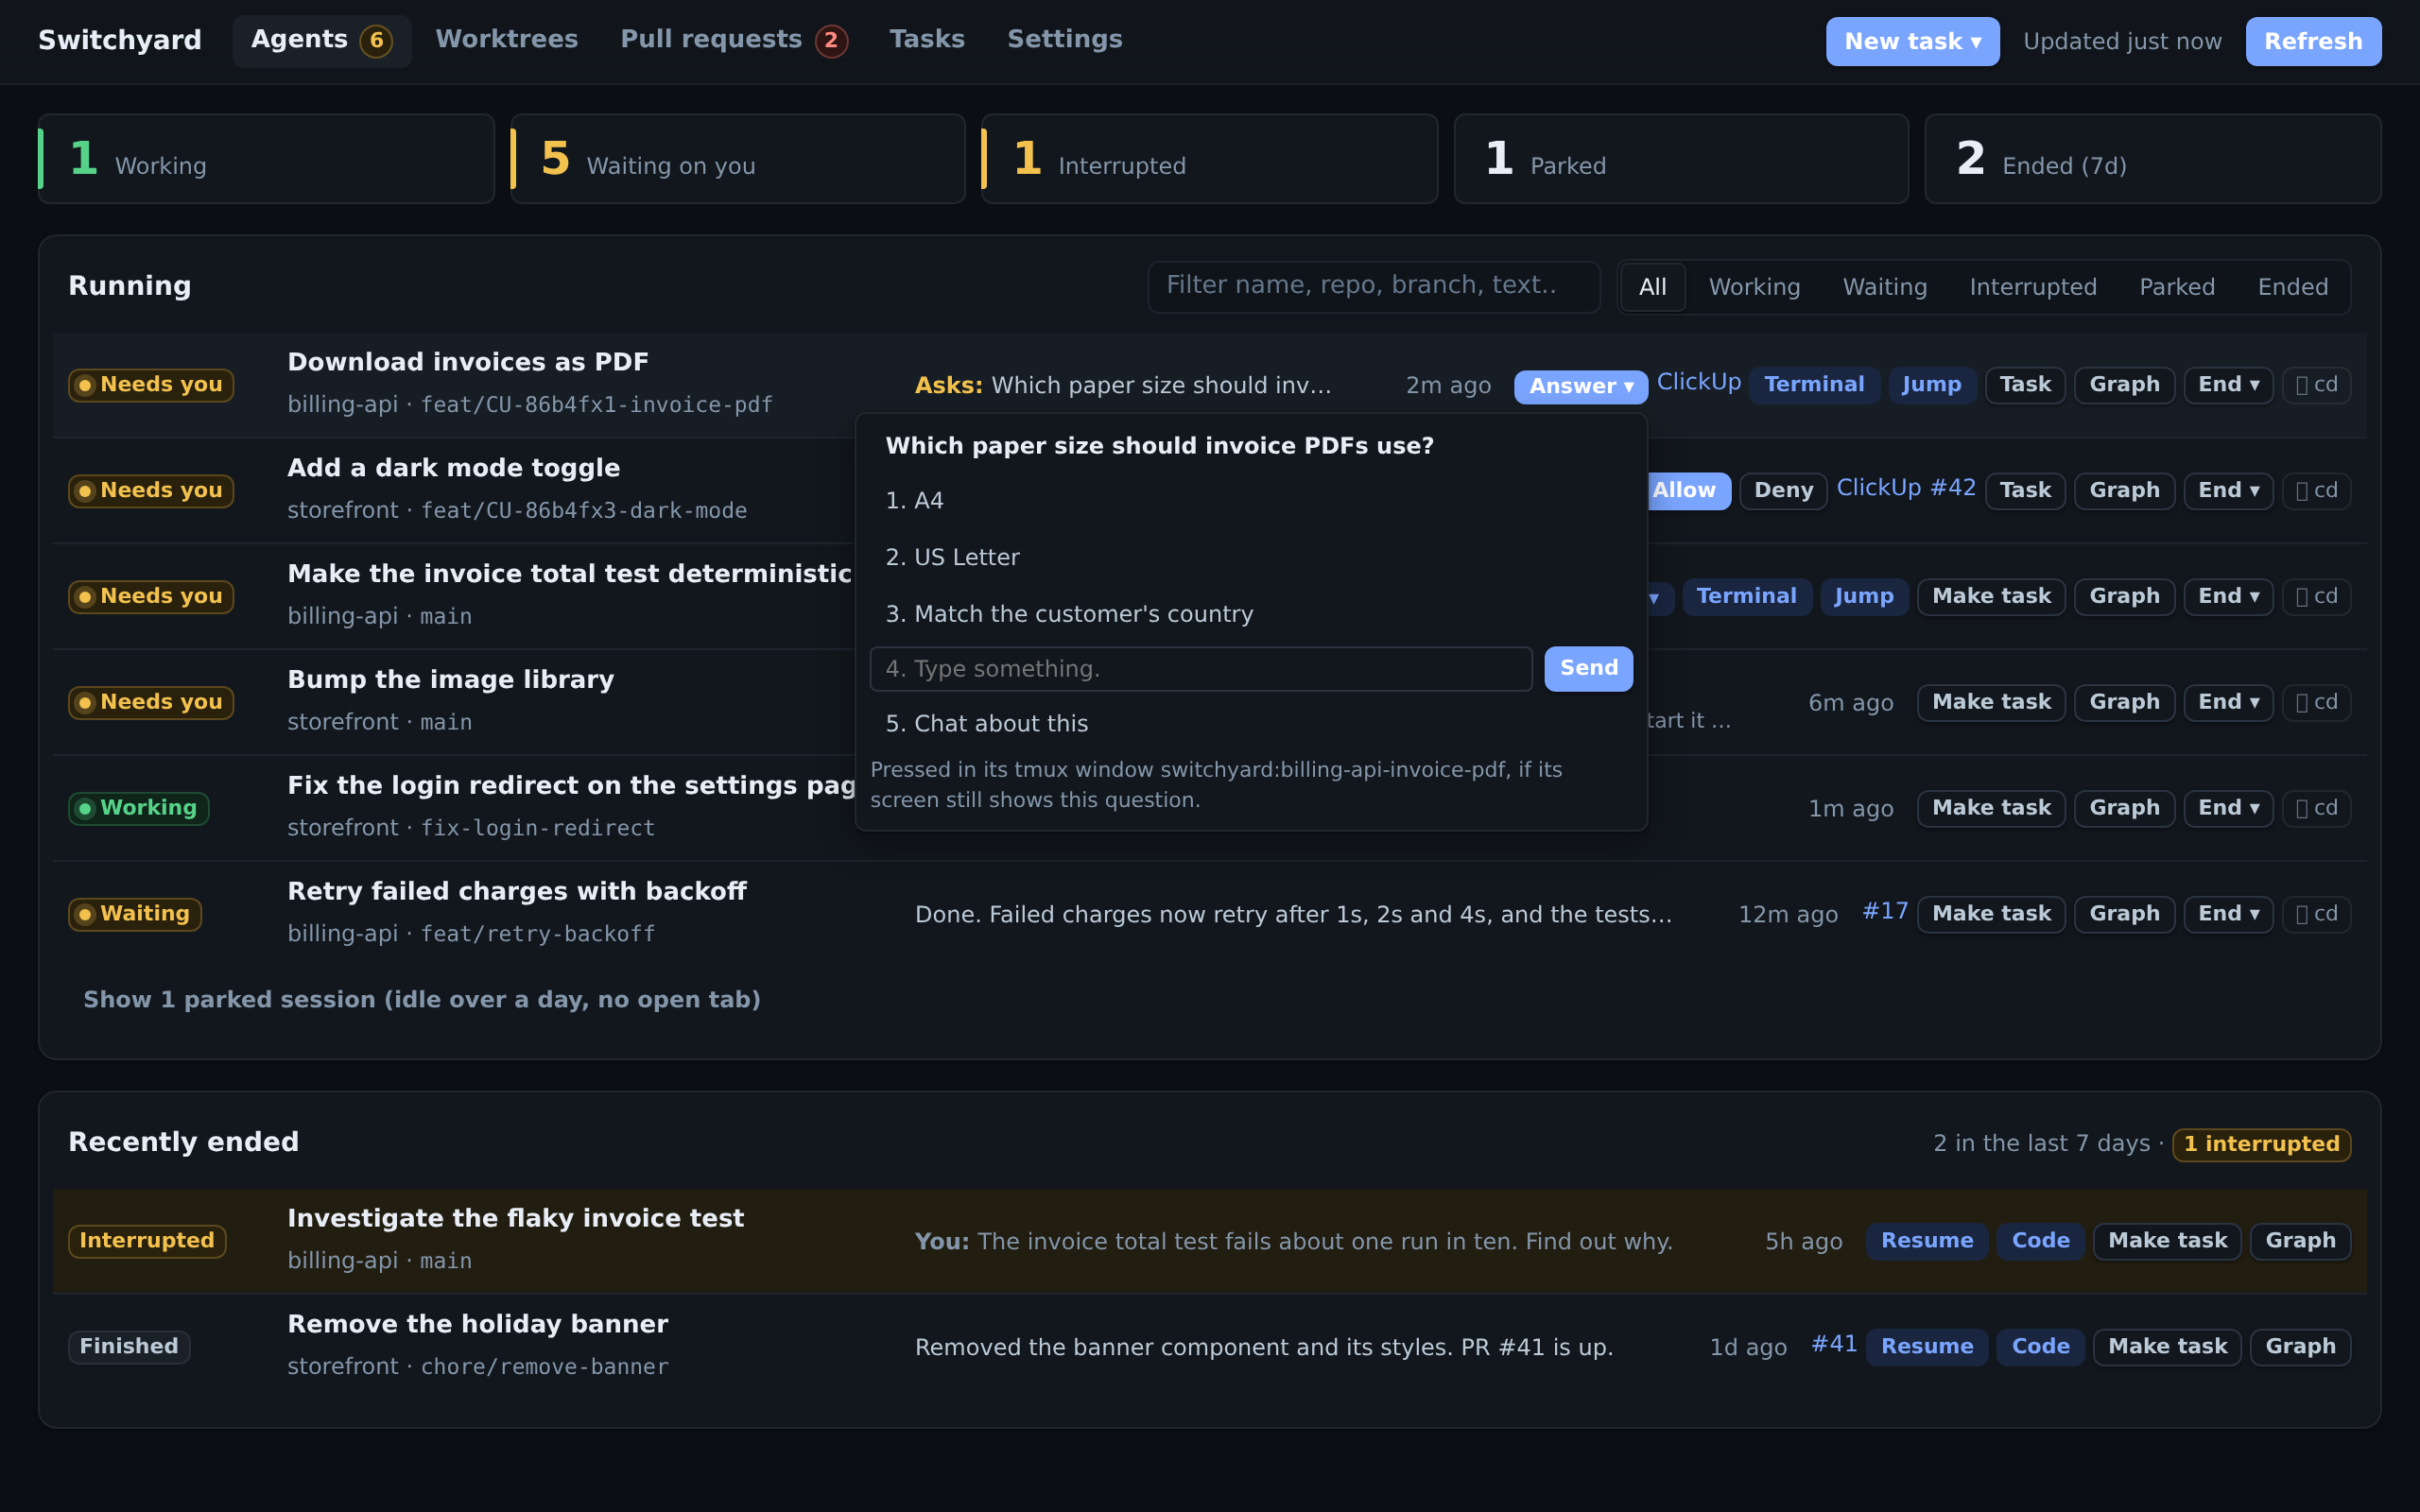 Switchyard Agents 6 Worktrees Pull requests 2 Tasks Settings New task ▾ Updated just now Refresh
1 Working 5 Waiting on you 1 Interrupted 1 Parked 2 Ended (7d)
Running Filter name, repo, branch, text.. All Working Waiting Interrupted Parked Ended
Needs you
Download invoices as PDF
billing-api · feat/CU-86b4fx1-invoice-pdf
Asks: Which paper size should inv… 2m ago Answer ▾ ClickUp Terminal Jump Task Graph End ▾ cd
Which paper size should invoice PDFs use?
1. A4
2. US Letter
3. Match the customer's country
4. Type something. Send
5. Chat about this
Pressed in its tmux window switchyard:billing-api-invoice-pdf, if its
screen still shows this question.
Needs you
Add a dark mode toggle
storefront · feat/CU-86b4fx3-dark-mode
Allow Deny ClickUp #42 Task Graph End ▾ cd
Needs you
Make the invoice total test deterministic
billing-api · main
▾ Terminal Jump Make task Graph End ▾ cd
Needs you
Bump the image library
storefront · main
tart it … 6m ago Make task Graph End ▾ cd
Working
Fix the login redirect on the settings pag
storefront · fix-login-redirect
1m ago Make task Graph End ▾ cd
Waiting
Retry failed charges with backoff
billing-api · feat/retry-backoff
Done. Failed charges now retry after 1s, 2s and 4s, and the tests… 12m ago #17 Make task Graph End ▾ cd
Show 1 parked session (idle over a day, no open tab)
Recently ended 2 in the last 7 days · 1 interrupted
Interrupted
Investigate the flaky invoice test
billing-api · main
You: The invoice total test fails about one run in ten. Find out why. 5h ago Resume Code Make task Graph
Finished
Remove the holiday banner
storefront · chore/remove-banner
Removed the banner component and its styles. PR #41 is up. 1d ago #41 Resume Code Make task Graph